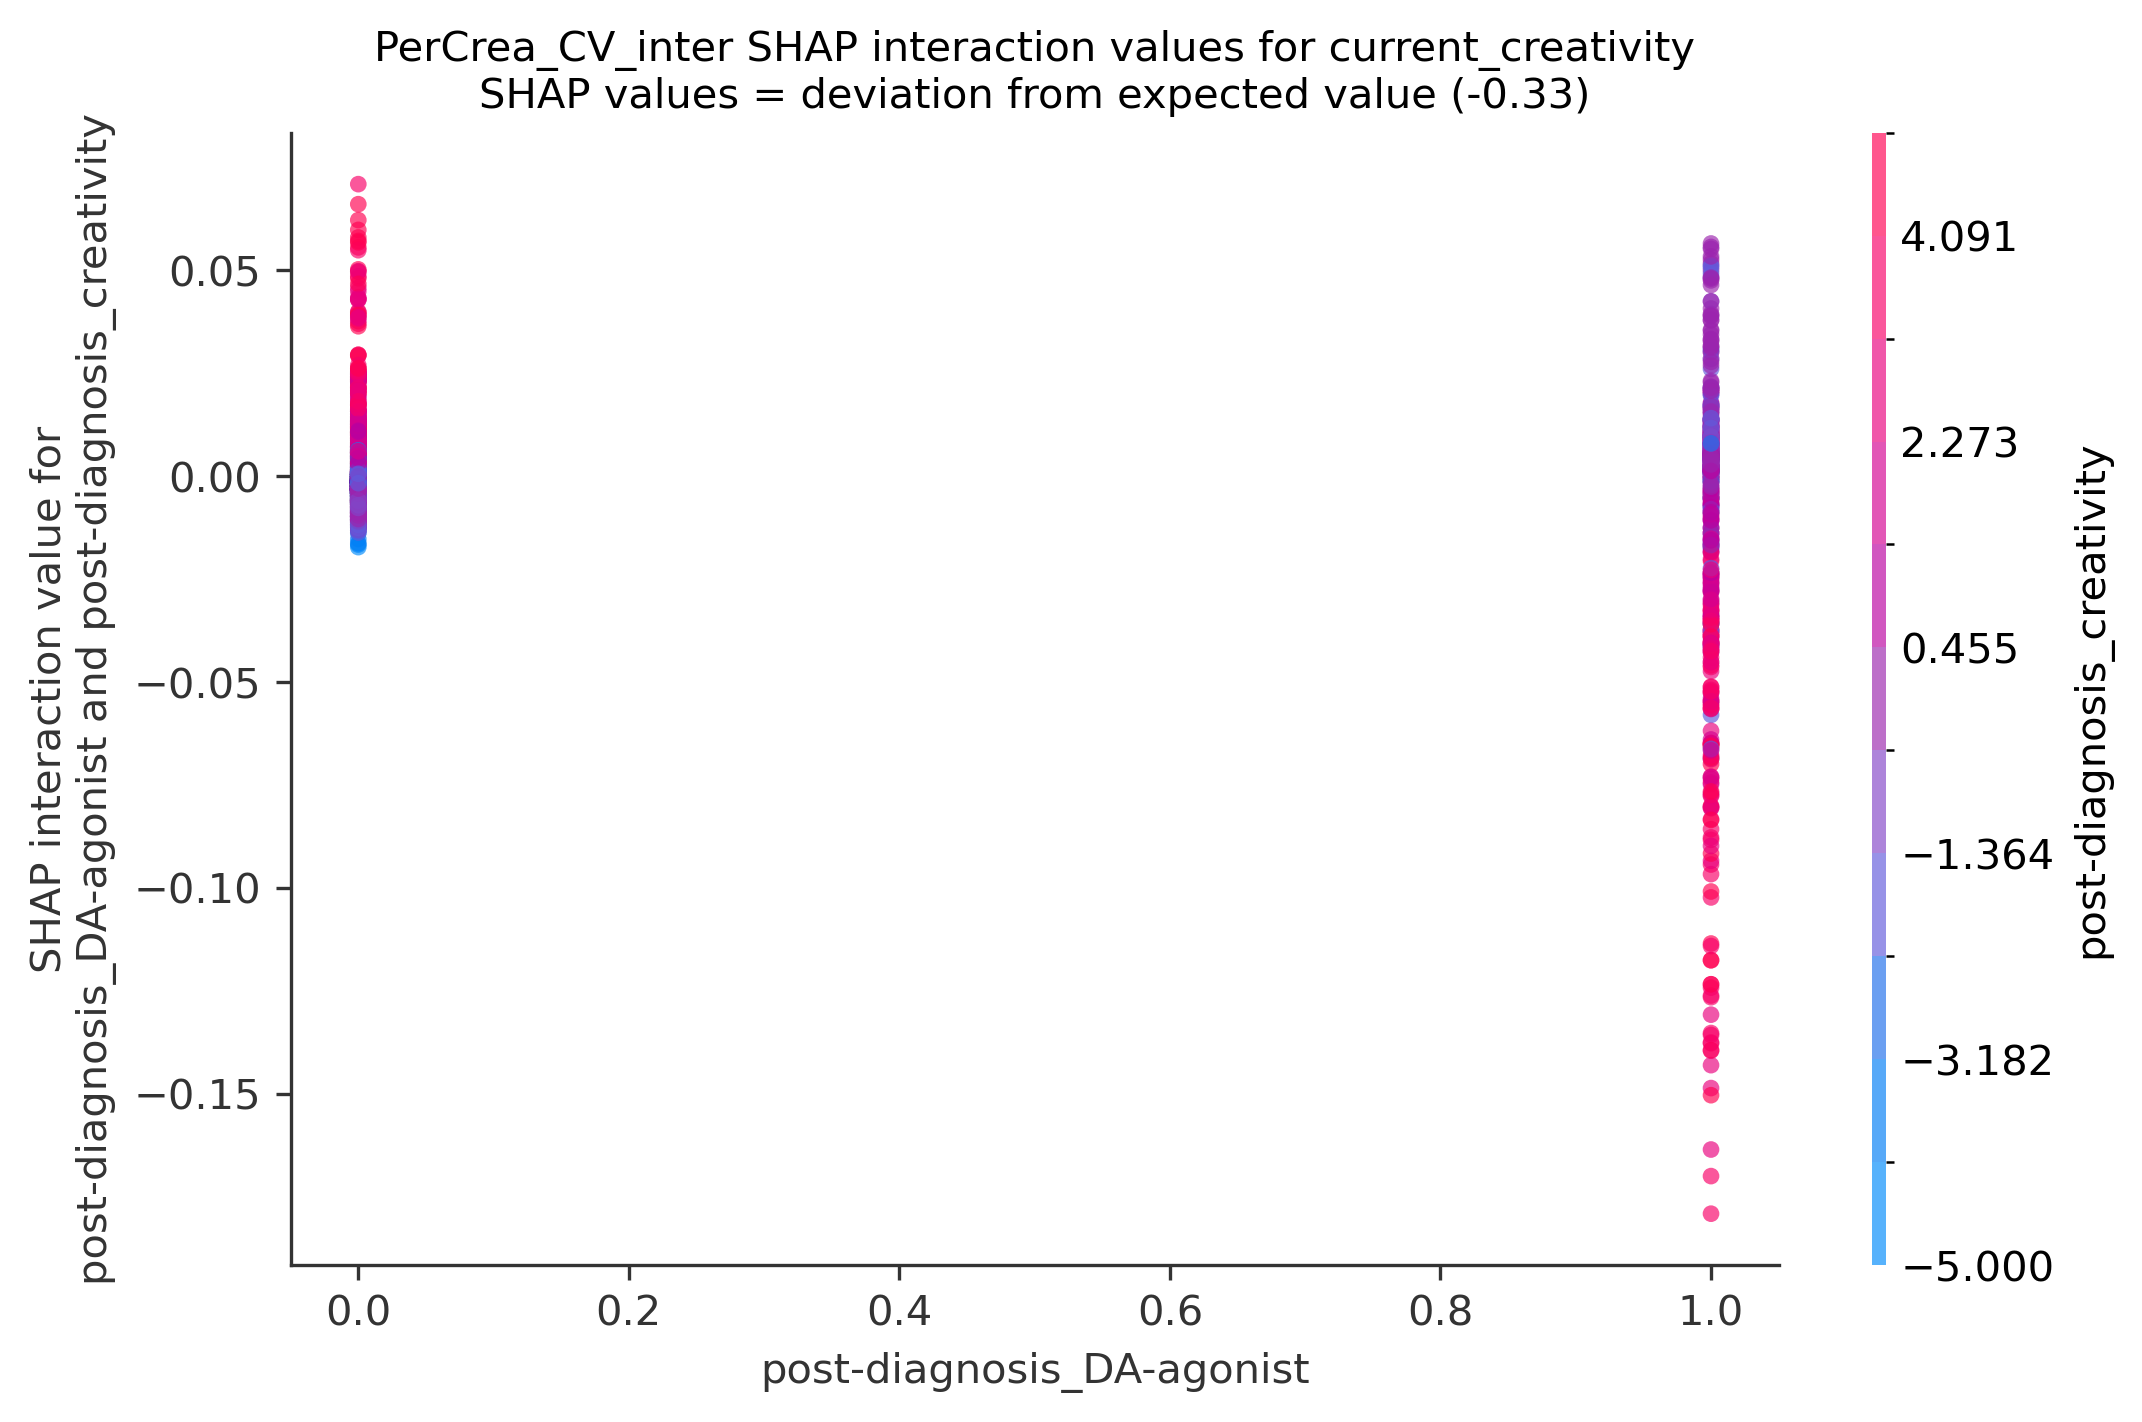 PerCrea_CV_inter SHAP interaction values for current_creativity
SHAP values = deviation from expected value (-0.33)
SHAP interaction value for
post-diagnosis_DA-agonist and post-diagnosis_creativity
0.05
0.00
−0.05
−0.10
−0.15
0.0
0.2
0.4
0.6
0.8
1.0
post-diagnosis_DA-agonist
4.091
2.273
0.455
−1.364
−3.182
−5.000
post-diagnosis_creativity